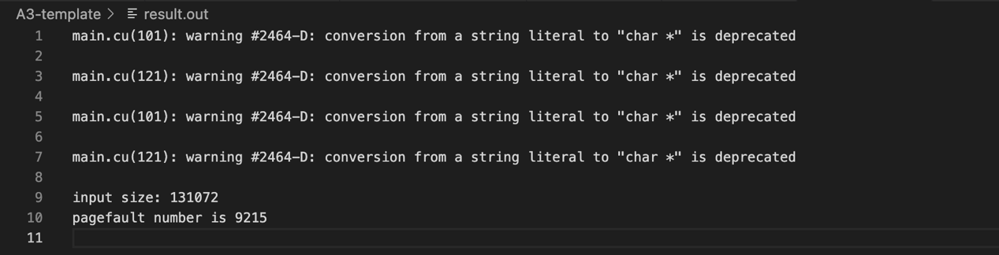 A3-template > result.out
1 main.cu(101): warning #2464-D: conversion from a string literal to "char *" is deprecated
2
3 main.cu(121): warning #2464-D: conversion from a string literal to "char *" is deprecated
4
5 main.cu(101): warning #2464-D: conversion from a string literal to "char *" is deprecated
6
7 main.cu(121): warning #2464-D: conversion from a string literal to "char *" is deprecated
8
9 input size: 131072
10 pagefault number is 9215
11